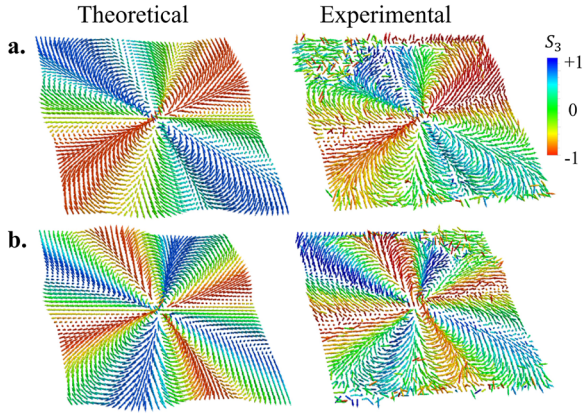 Theoretical
Experimental
a.
S₃
+1
0
-1
b.